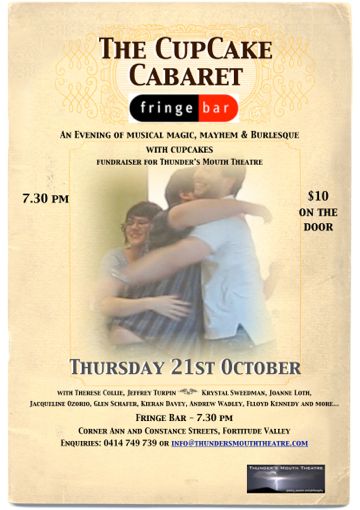 The CupCake
Cabaret
fringe bar
An Evening of musical magic, mayhem & Burlesque
with cupcakes
fundraiser for Thunder's Mouth Theatre
7.30 pm
$10
on the
door
Thursday 21st October
with Therese Collie, Jeffrey Turpin Krystal Sweedman, Joanne Loth,
Jacqueline Ozorio, Glen Schafer, Kieran Davey, Andrew Wadley, Flloyd Kennedy and more...
Fringe Bar - 7.30 pm
Corner Ann and Constance Streets, Fortitude Valley
Enquiries: 0414 749 739 or info@thundersmouththeatre.com
Thunder's Mouth Theatre